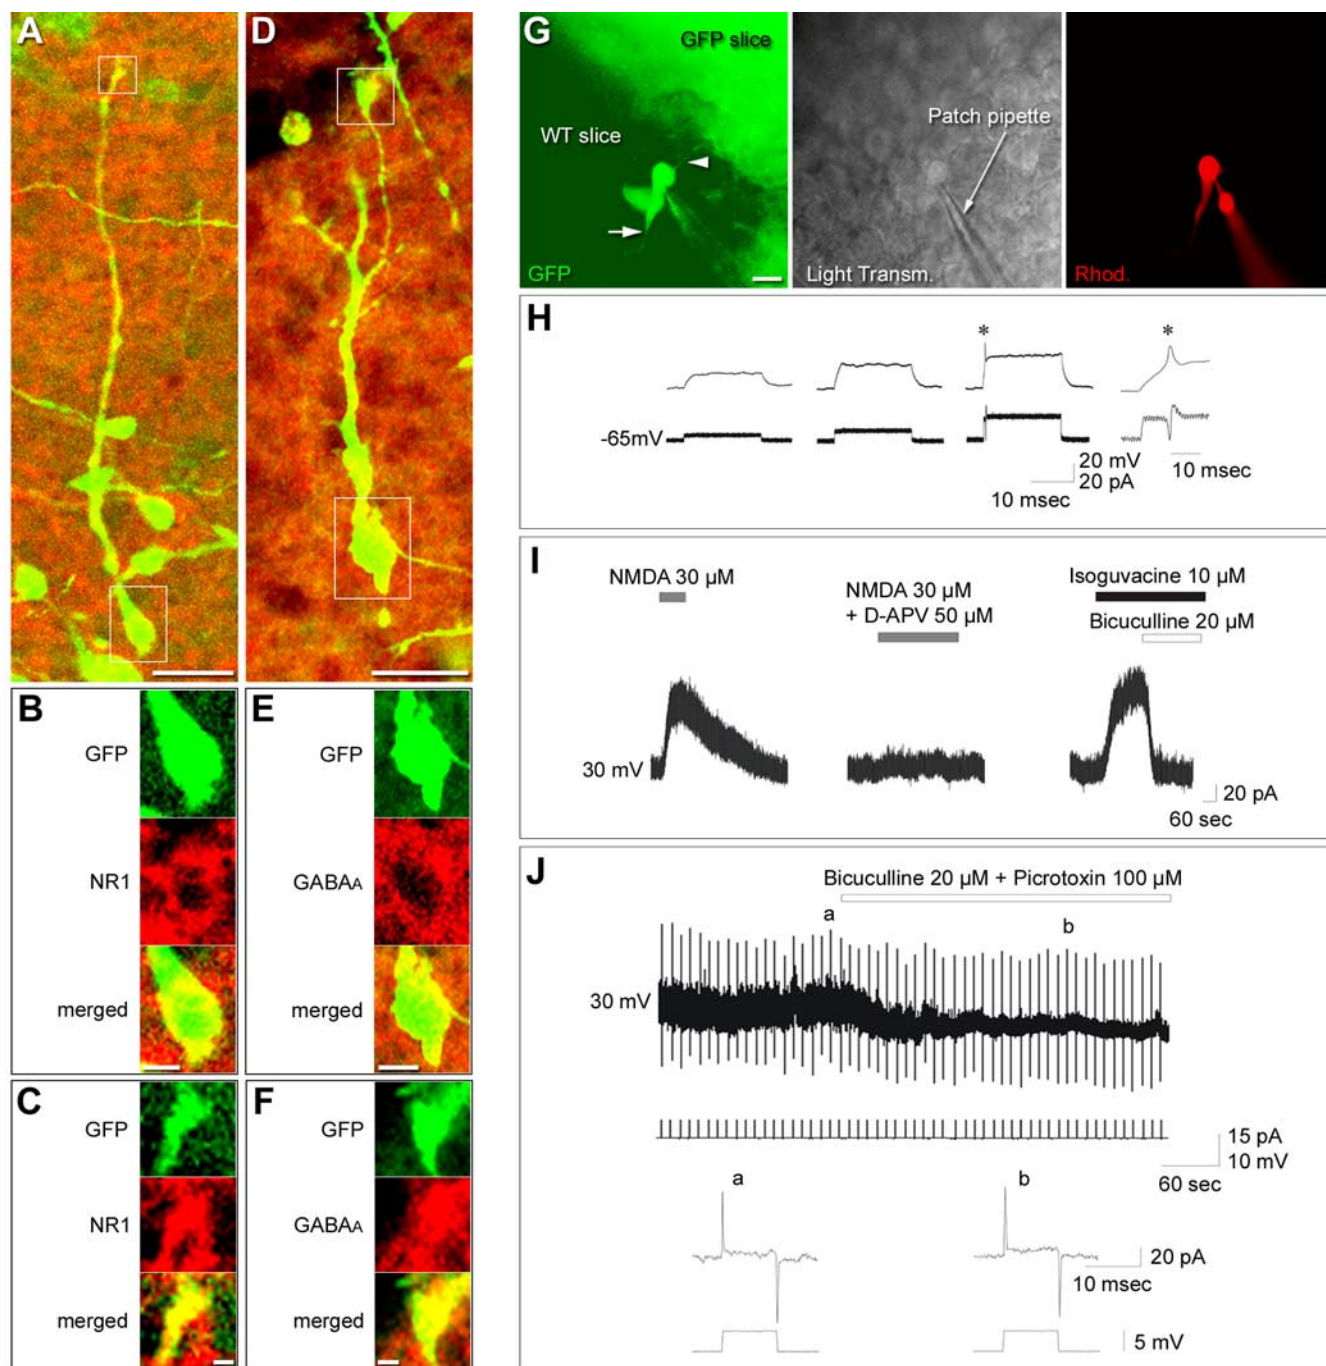 A
D
B
GFP
NR1
merged
E
GFP
GABAA
merged
C
GFP
NR1
merged
F
GFP
GABAA
merged
G
GFP slice
WT slice
GFP
Patch pipette
Light Transm.
Rhod.
H
*
*
-65mV
20 mV
20 pA
10 msec
10 msec
I
NMDA 30 µM
NMDA 30 µM
+ D-APV 50 µM
Isoguvacine 10 µM
Bicuculline 20 µM
30 mV
20 pA
60 sec
J
Bicuculline 20 µM + Picrotoxin 100 µM
a
b
30 mV
15 pA
10 mV
60 sec
a
b
20 pA
10 msec
5 mV